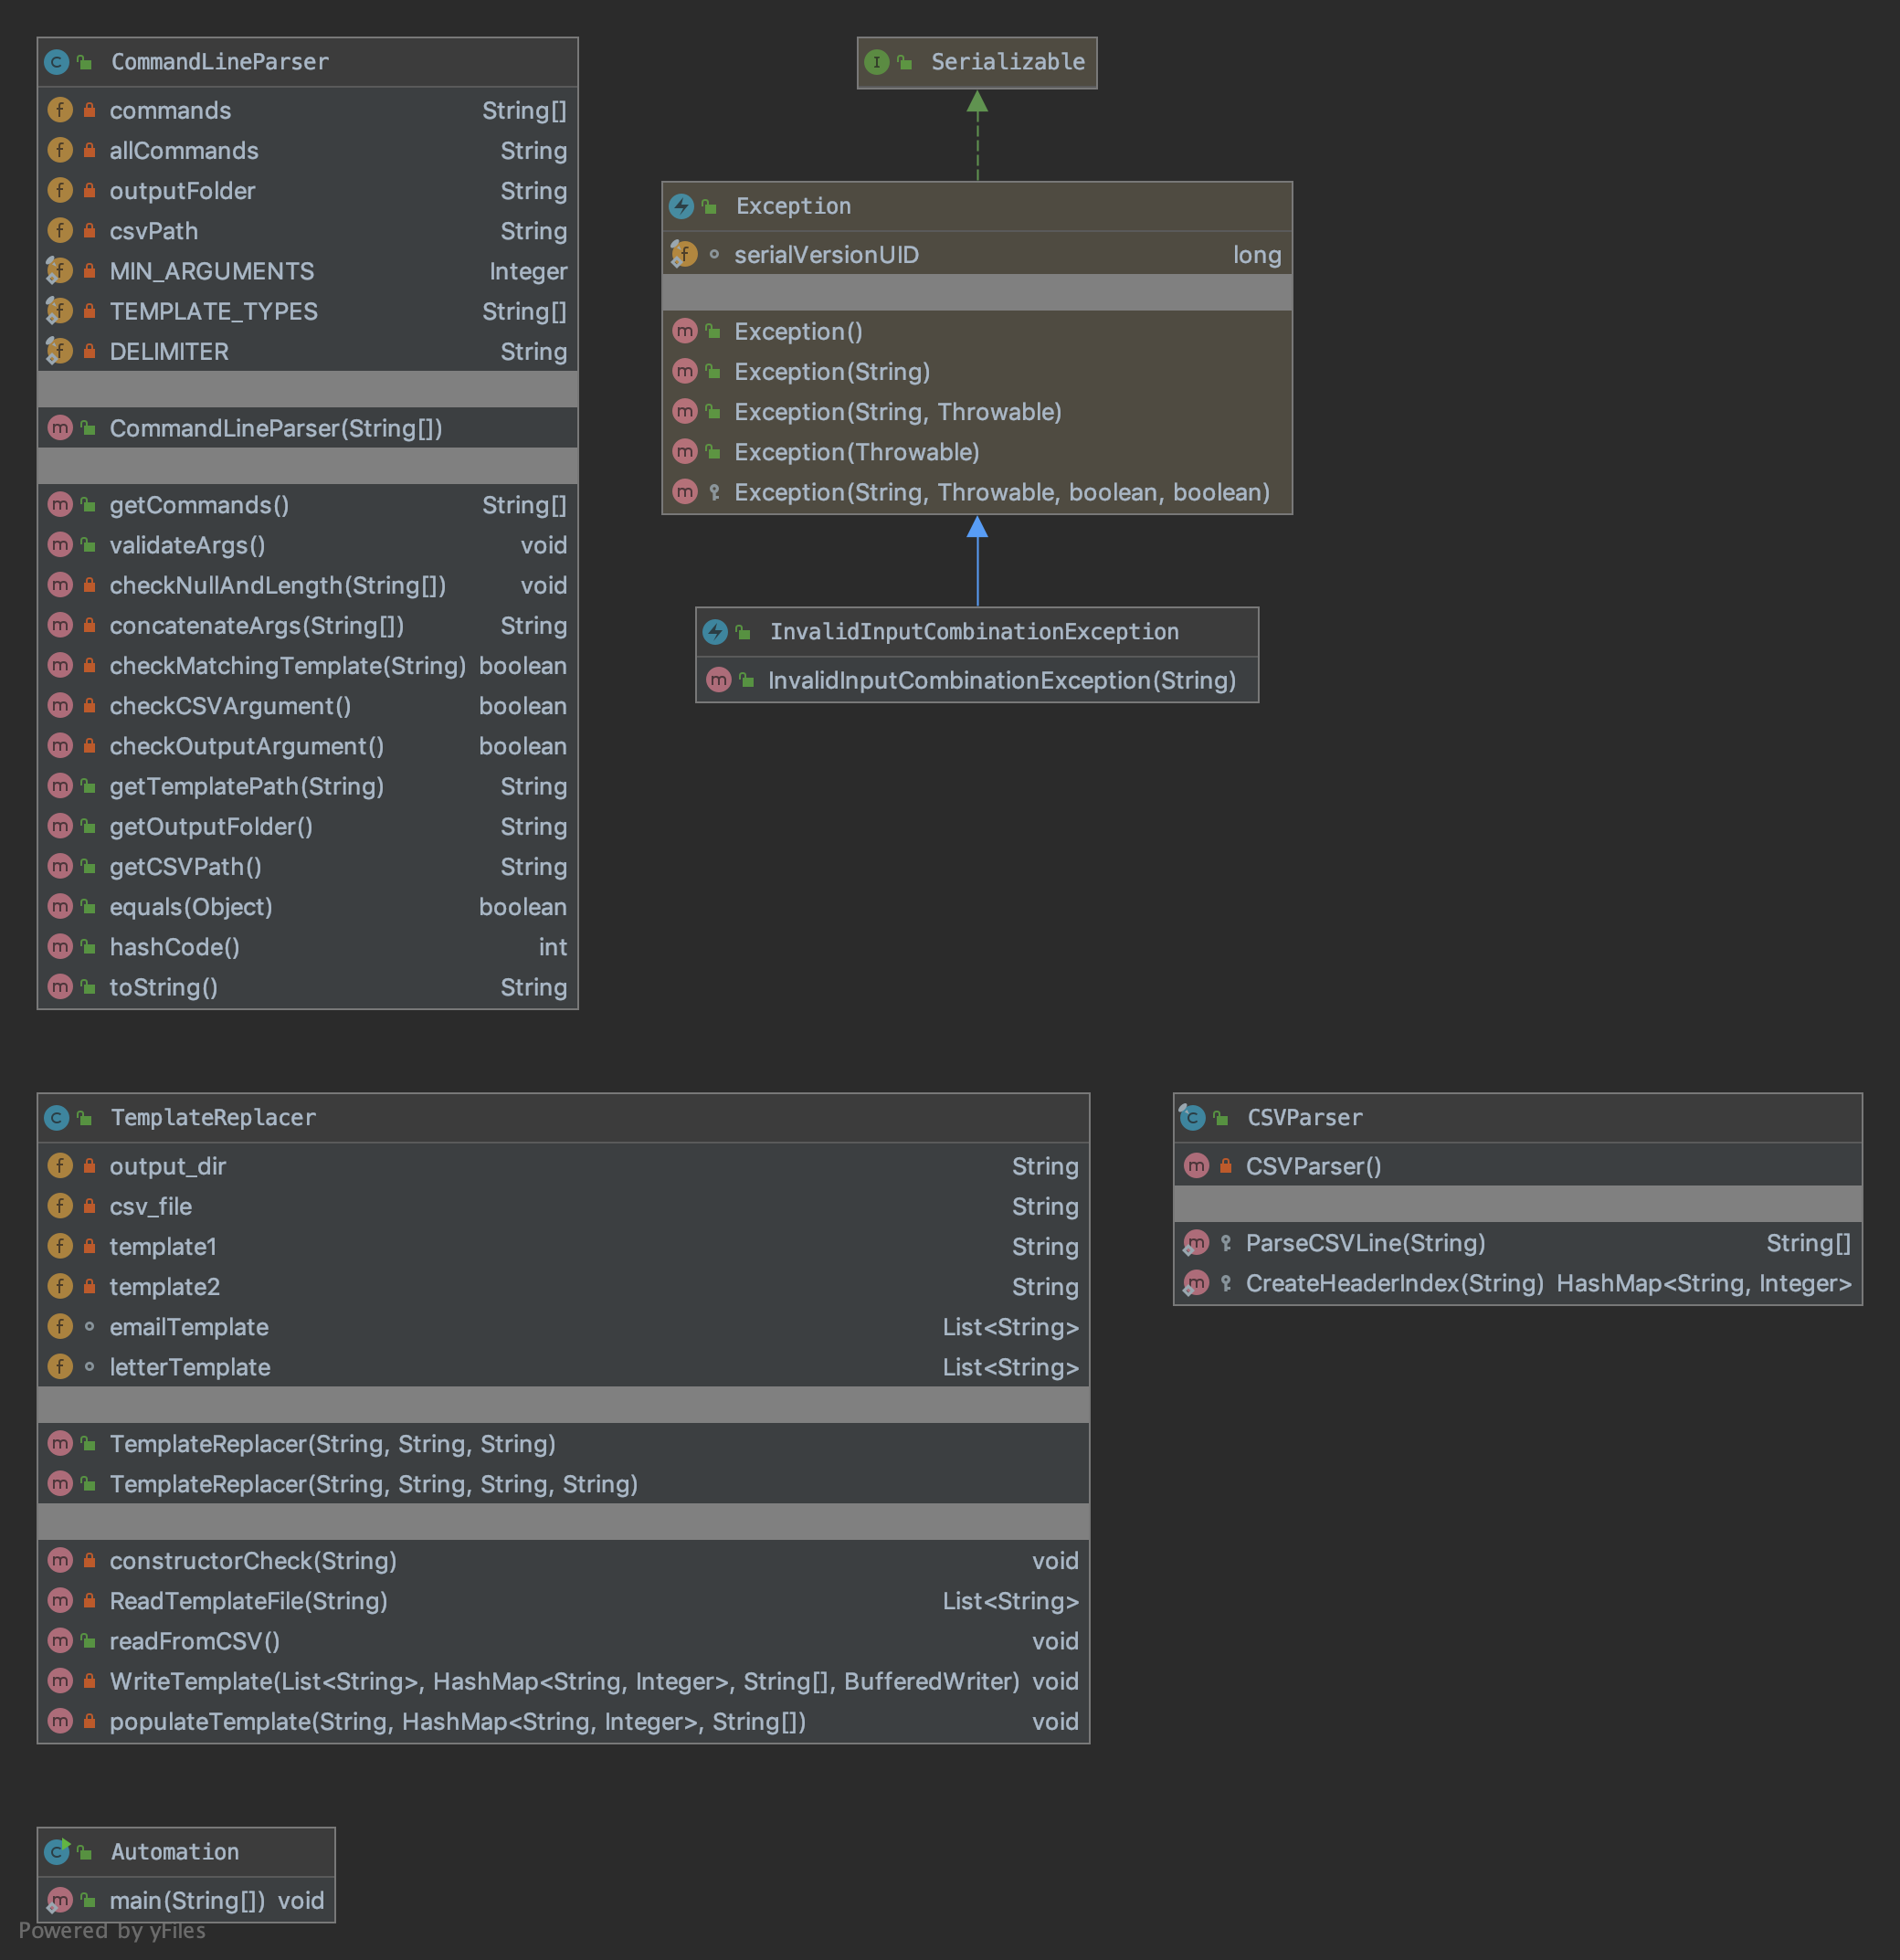 CommandLineParser
commands String[]
allCommands String
outputFolder String
csvPath String
MIN_ARGUMENTS Integer
TEMPLATE_TYPES String[]
DELIMITER String
CommandLineParser(String[])
getCommands() String[]
validateArgs() void
checkNullAndLength(String[]) void
concatenateArgs(String[]) String
checkMatchingTemplate(String) boolean
checkCSVArgument() boolean
checkOutputArgument() boolean
getTemplatePath(String) String
getOutputFolder() String
getCSVPath() String
equals(Object) boolean
hashCode() int
toString() String
Serializable
Exception
serialVersionUID long
Exception()
Exception(String)
Exception(String, Throwable)
Exception(Throwable)
Exception(String, Throwable, boolean, boolean)
InvalidInputCombinationException
InvalidInputCombinationException(String)
TemplateReplacer
output_dir String
csv_file String
template1 String
template2 String
emailTemplate List<String>
letterTemplate List<String>
TemplateReplacer(String, String, String)
TemplateReplacer(String, String, String, String)
constructorCheck(String) void
ReadTemplateFile(String) List<String>
readFromCSV() void
WriteTemplate(List<String>, HashMap<String, Integer>, String[], BufferedWriter) void
populateTemplate(String, HashMap<String, Integer>, String[]) void
CSVParser
CSVParser()
ParseCSVLine(String) String[]
CreateHeaderIndex(String) HashMap<String, Integer>
Automation
main(String[]) void
Powered by yFiles